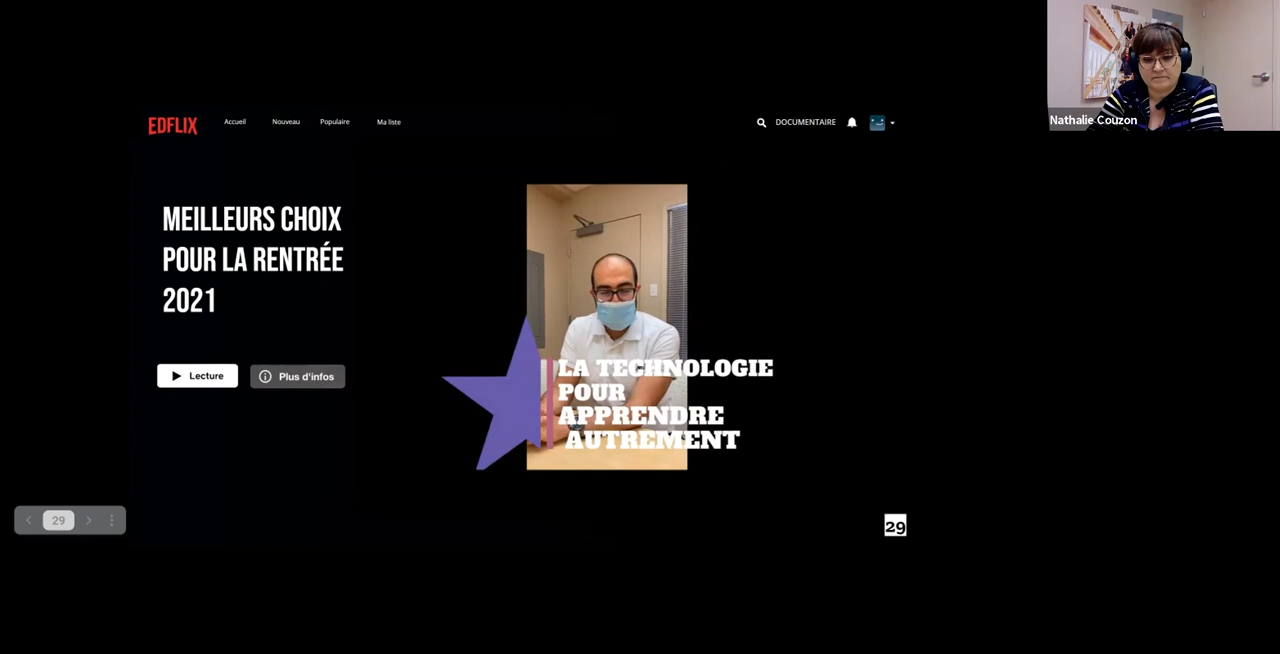 Nathalie Couzon
EDFLIX
Accueil
Nouveau
Populaire
Ma liste
DOCUMENTAIRE
MEILLEURS CHOIX
POUR LA RENTRÉE
2021
Lecture
Plus d'infos
LA TECHNOLOGIE
POUR
APPRENDRE
AUTREMENT
29
29